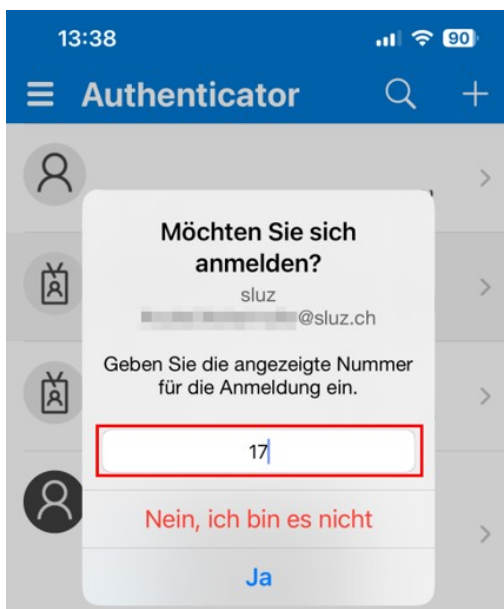 13:38
90
Authenticator
Möchten Sie sich
anmelden?
sluz
@sluz.ch
Geben Sie die angezeigte Nummer
für die Anmeldung ein.
17
Nein, ich bin es nicht
Ja